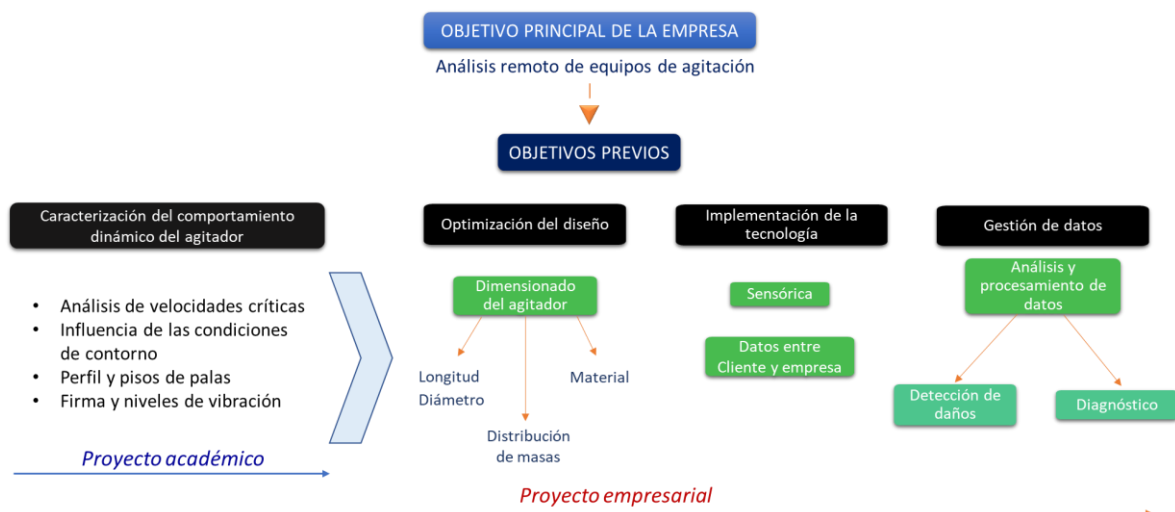 OBJETIVO PRINCIPAL DE LA EMPRESA
Análisis remoto de equipos de agitación
OBJETIVOS PREVIOS
Caracterización del comportamiento
dinámico del agitador
• Análisis de velocidades críticas
• Influencia de las condiciones
de contorno
• Perfil y pisos de palas
• Firma y niveles de vibración
Proyecto académico
Optimización del diseño
Dimensionado
del agitador
Longitud
Diámetro
Distribución
de masas
Material
Implementación de la
tecnología
Sensórica
Datos entre
Cliente y empresa
Gestión de datos
Análisis y
procesamiento de
datos
Detección de
daños
Diagnóstico
Proyecto empresarial